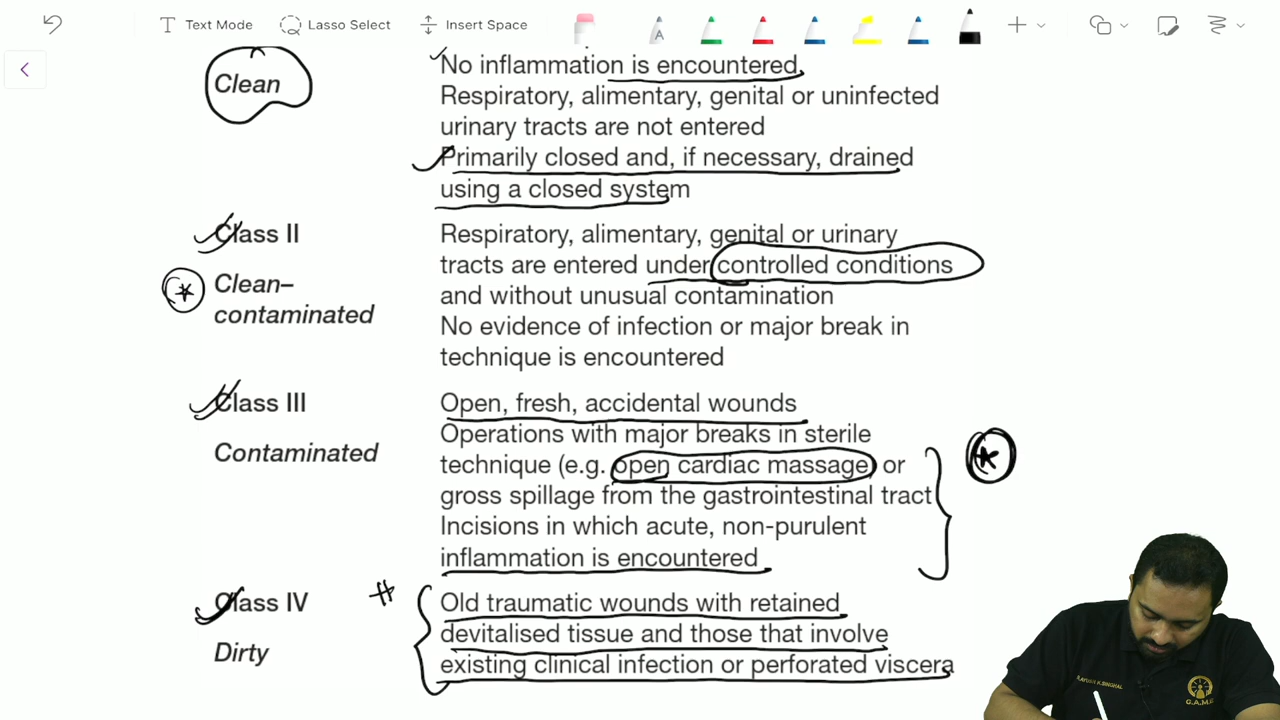 Text Mode
Lasso Select
Insert Space
A
No inflammation is encountered
Clean
Respiratory, alimentary, genital or uninfected
urinary tracts are not entered
Primarily closed and, if necessary, drained
using a closed system
Class II
Respiratory, alimentary, genital or urinary
tracts are entered under controlled conditions
Clean–
contaminated
and without unusual contamination
No evidence of infection or major break in
technique is encountered
Class III
Open, fresh, accidental wounds
Contaminated
Operations with major breaks in sterile
technique (e.g. open cardiac massage) or
gross spillage from the gastrointestinal tract
Incisions in which acute, non-purulent
inflammation is encountered
Class IV
#
Old traumatic wounds with retained
Dirty
devitalised tissue and those that involve
existing clinical infection or perforated viscera
G.A.M.E